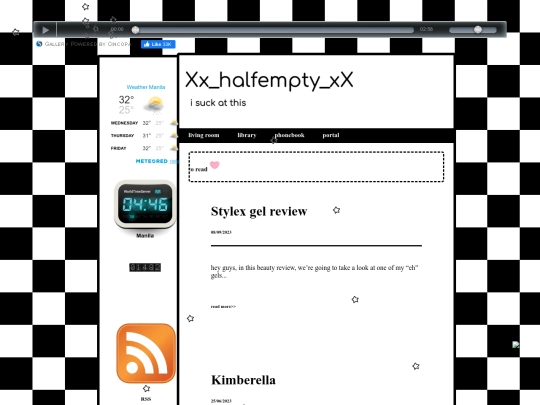 00:00
02:38
Gallery Powered by Cincopa
Like 33K
Weather Manila
32°
25°
WEDNESDAY 32° 25°
THURSDAY 31° 25°
FRIDAY 32° 25°
METEORED
WorldTimeServer
04:46
Manila
01482
RSS
Xx_halfempty_xX
i suck at this
living room library phonebook portal
o read
Stylex gel review
08/09/2023
hey guys, in this beauty review, we're going to take a look at one of my "eh"
gels...
read more>>
Kimberella
25/06/2023